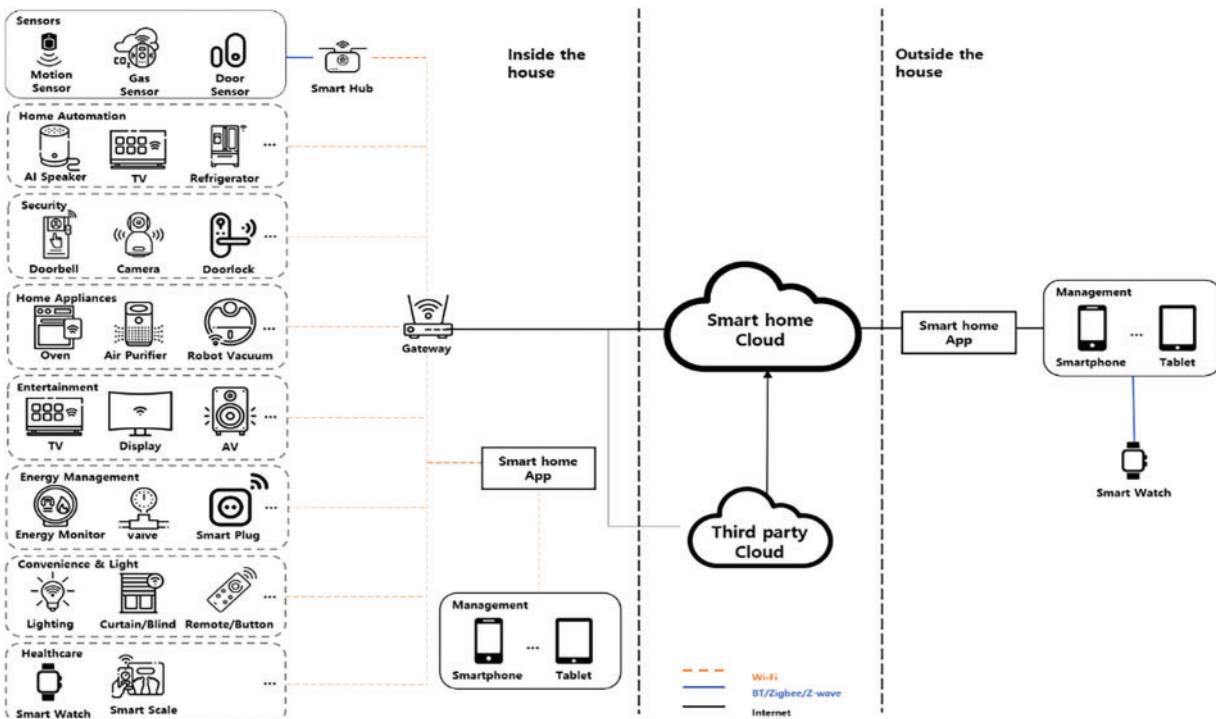 Sensors
CO₂
Motion
Sensor
Gas
Sensor
Door
Sensor
Smart Hub
Home Automation
AI Speaker
TV
Refrigerator
...
Security
Doorbell
Camera
Doorlock
...
Home Appliances
Oven
Air Purifier
Robot Vacuum
...
Entertainment
TV
Display
AV
...
Energy Management
Energy Monitor
Valve
Smart Plug
...
Convenience & Light
Lighting
Curtain/Blind
Remote/Button
...
Healthcare
Smart Watch
Smart Scale
...
Inside the
house
Gateway
Smart home
App
Management
Smartphone
...
Tablet
Smart home
Cloud
Third party
Cloud
Wi-Fi
BT/Zigbee/Z-wave
Internet
Outside the
house
Smart home
App
Management
Smartphone
...
Tablet
Smart Watch